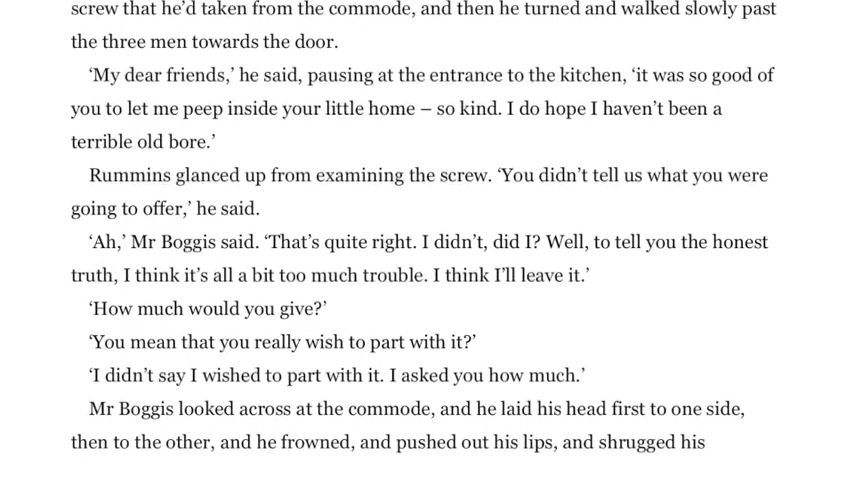 screw that he’d taken from the commode, and then he turned and walked slowly past
the three men towards the door.
‘My dear friends,’ he said, pausing at the entrance to the kitchen, ‘it was so good of
you to let me peep inside your little home – so kind. I do hope I haven’t been a
terrible old bore.’
Rummins glanced up from examining the screw. ‘You didn’t tell us what you were
going to offer,’ he said.
‘Ah,’ Mr Boggis said. ‘That’s quite right. I didn’t, did I? Well, to tell you the honest
truth, I think it’s all a bit too much trouble. I think I’ll leave it.’
‘How much would you give?’
‘You mean that you really wish to part with it?’
‘I didn’t say I wished to part with it. I asked you how much.’
Mr Boggis looked across at the commode, and he laid his head first to one side,
then to the other, and he frowned, and pushed out his lips, and shrugged his